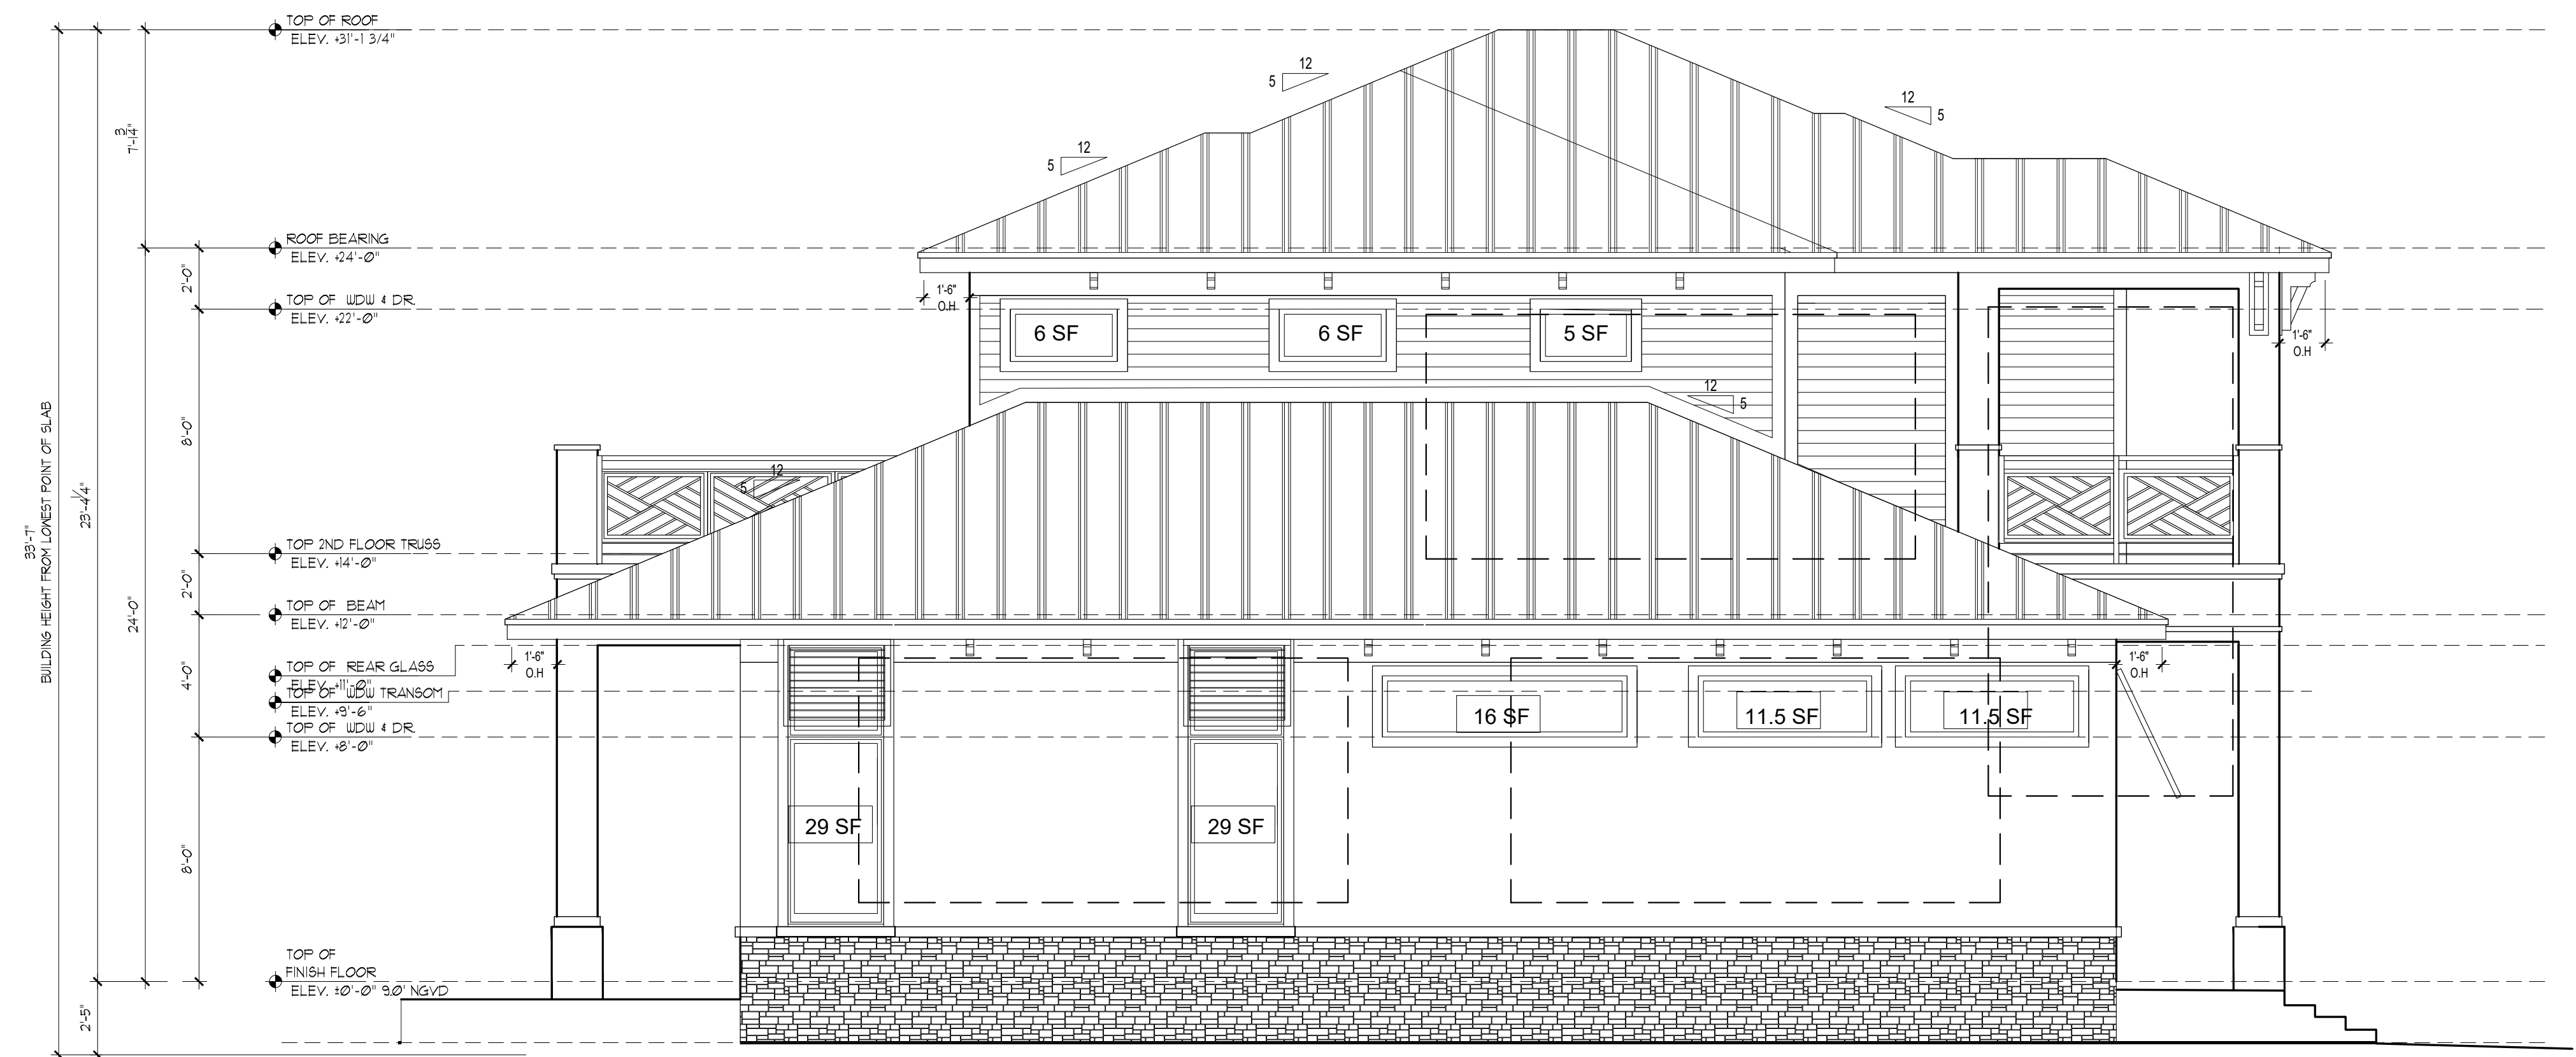 TOP OF ROOF
ELEV. +31'-1 3/4"
12
5
12
5
12
5
7'-1 3/4"
ROOF BEARING
ELEV. +24'-0"
2'-0"
TOP OF WDW & DR.
ELEV. +22'-0"
1'-6"
O.H
6 SF
6 SF
5 SF
1'-6"
O.H
12
5
8'-0"
33'-7"
BUILDING HEIGHT FROM LOWEST POINT OF SLAB
23'-4 1/4"
12
5
TOP 2ND FLOOR TRUSS
ELEV. +14'-0"
2'-0"
24'-0"
TOP OF BEAM
ELEV. +12'-0"
4'-0"
TOP OF REAR GLASS
ELEV. +11'-0"
1'-6"
O.H
1'-6"
O.H
TOP OF WDW TRANSOM
ELEV. +9'-6"
16 SF
11.5 SF
11.5 SF
TOP OF WDW & DR.
ELEV. +8'-0"
29 SF
29 SF
8'-0"
TOP OF
FINISH FLOOR
ELEV. ±0'-0" 9.0' NGVD
2'-5"